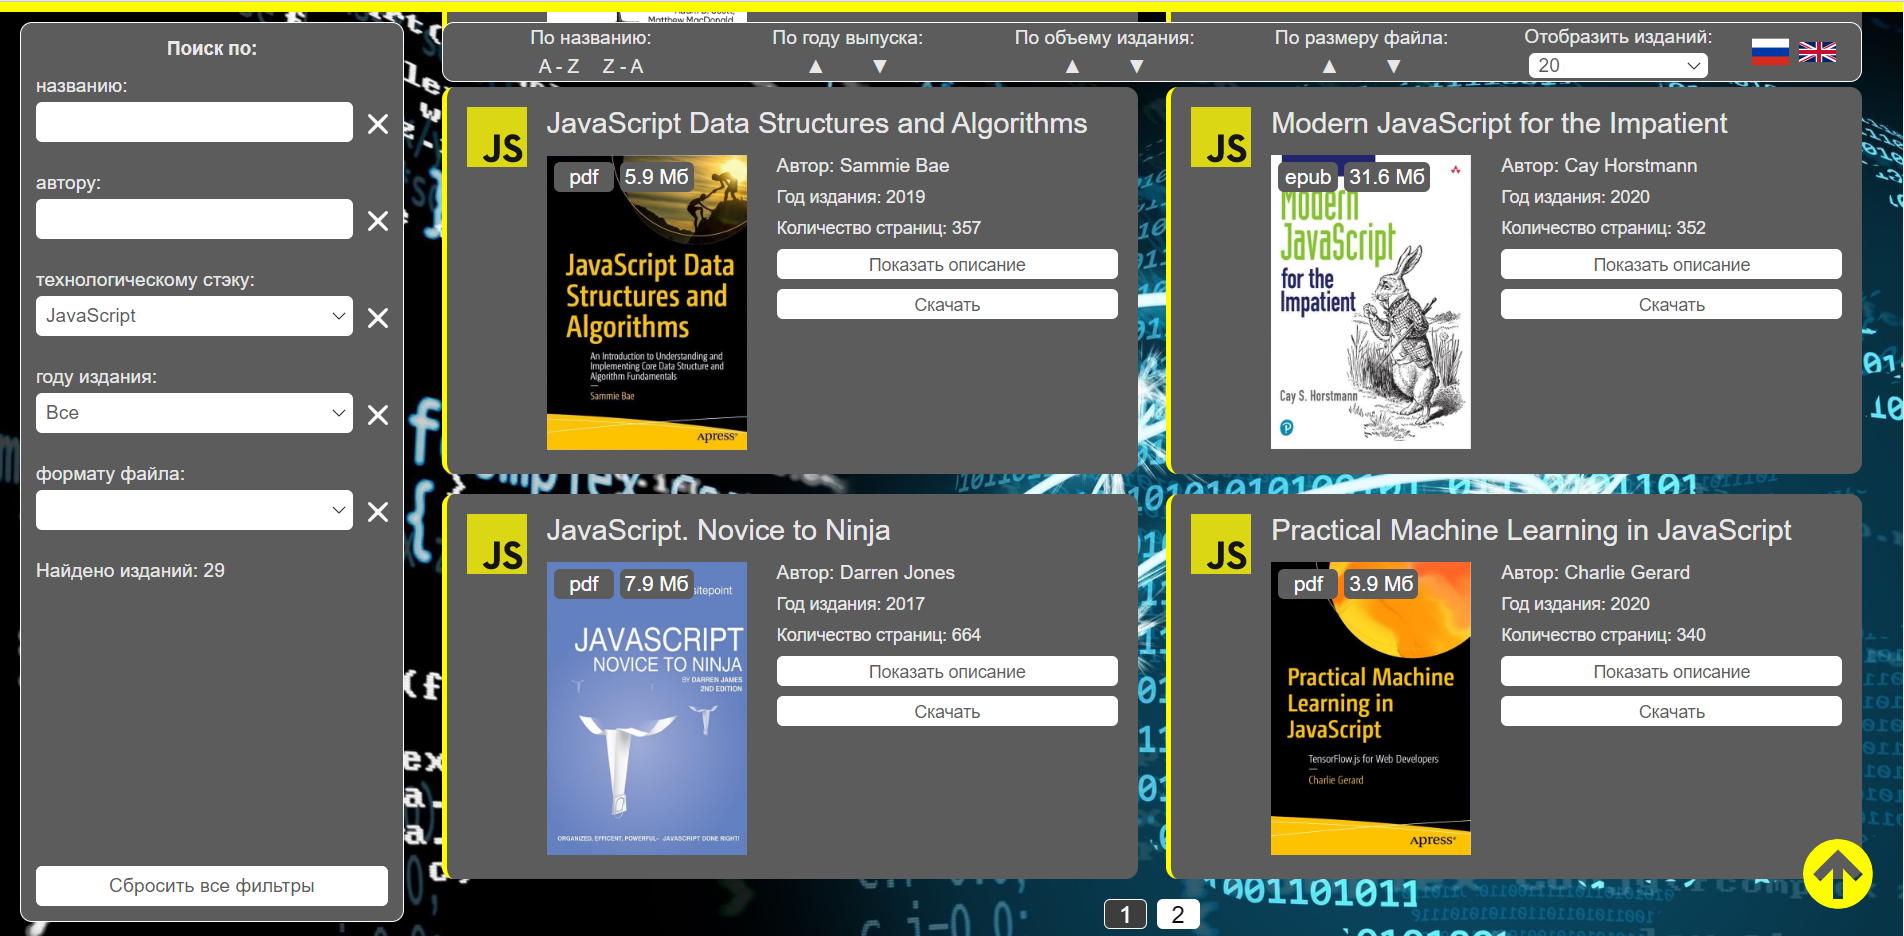 Поиск по:
названию:
автору:
технологическому стэку:
JavaScript
году издания:
Все
формату файла:
Найдено изданий: 29
Сбросить все фильтры
Matthew MacDonald
По названию:
A - Z Z - A
По году выпуска:
▲ ▼
По объему издания:
▲ ▼
По размеру файла:
▲ ▼
Отобразить изданий:
20
JS
JavaScript Data Structures and Algorithms
pdf 5.9 Мб
JavaScript Data
Structures and
Algorithms
An Introduction to Understanding and
Implementing Core Data Structure and
Algorithm Fundamentals
Sammie Bae
Apress®
Автор: Sammie Bae
Год издания: 2019
Количество страниц: 357
Показать описание
Скачать
JS
Modern JavaScript for the Impatient
epub 31.6 Мб
Modern
JavaScript
for the
Impatient
Cay S. Horstmann
P
Автор: Cay Horstmann
Год издания: 2020
Количество страниц: 352
Показать описание
Скачать
JS
JavaScript. Novice to Ninja
pdf 7.9 Мб
sitepoint
JAVASCRIPT
NOVICE TO NINJA
BY DARREN JAMES
2ND EDITION
ORGANIZED, EFFICENT, POWERFUL- JAVASCRIPT DONE RIGHT!
Автор: Darren Jones
Год издания: 2017
Количество страниц: 664
Показать описание
Скачать
JS
Practical Machine Learning in JavaScript
pdf 3.9 Мб
Practical Machine
Learning in
JavaScript
TensorFlow.js for Web Developers
Charlie Gerard
Apress®
Автор: Charlie Gerard
Год издания: 2020
Количество страниц: 340
Показать описание
Скачать
1 2